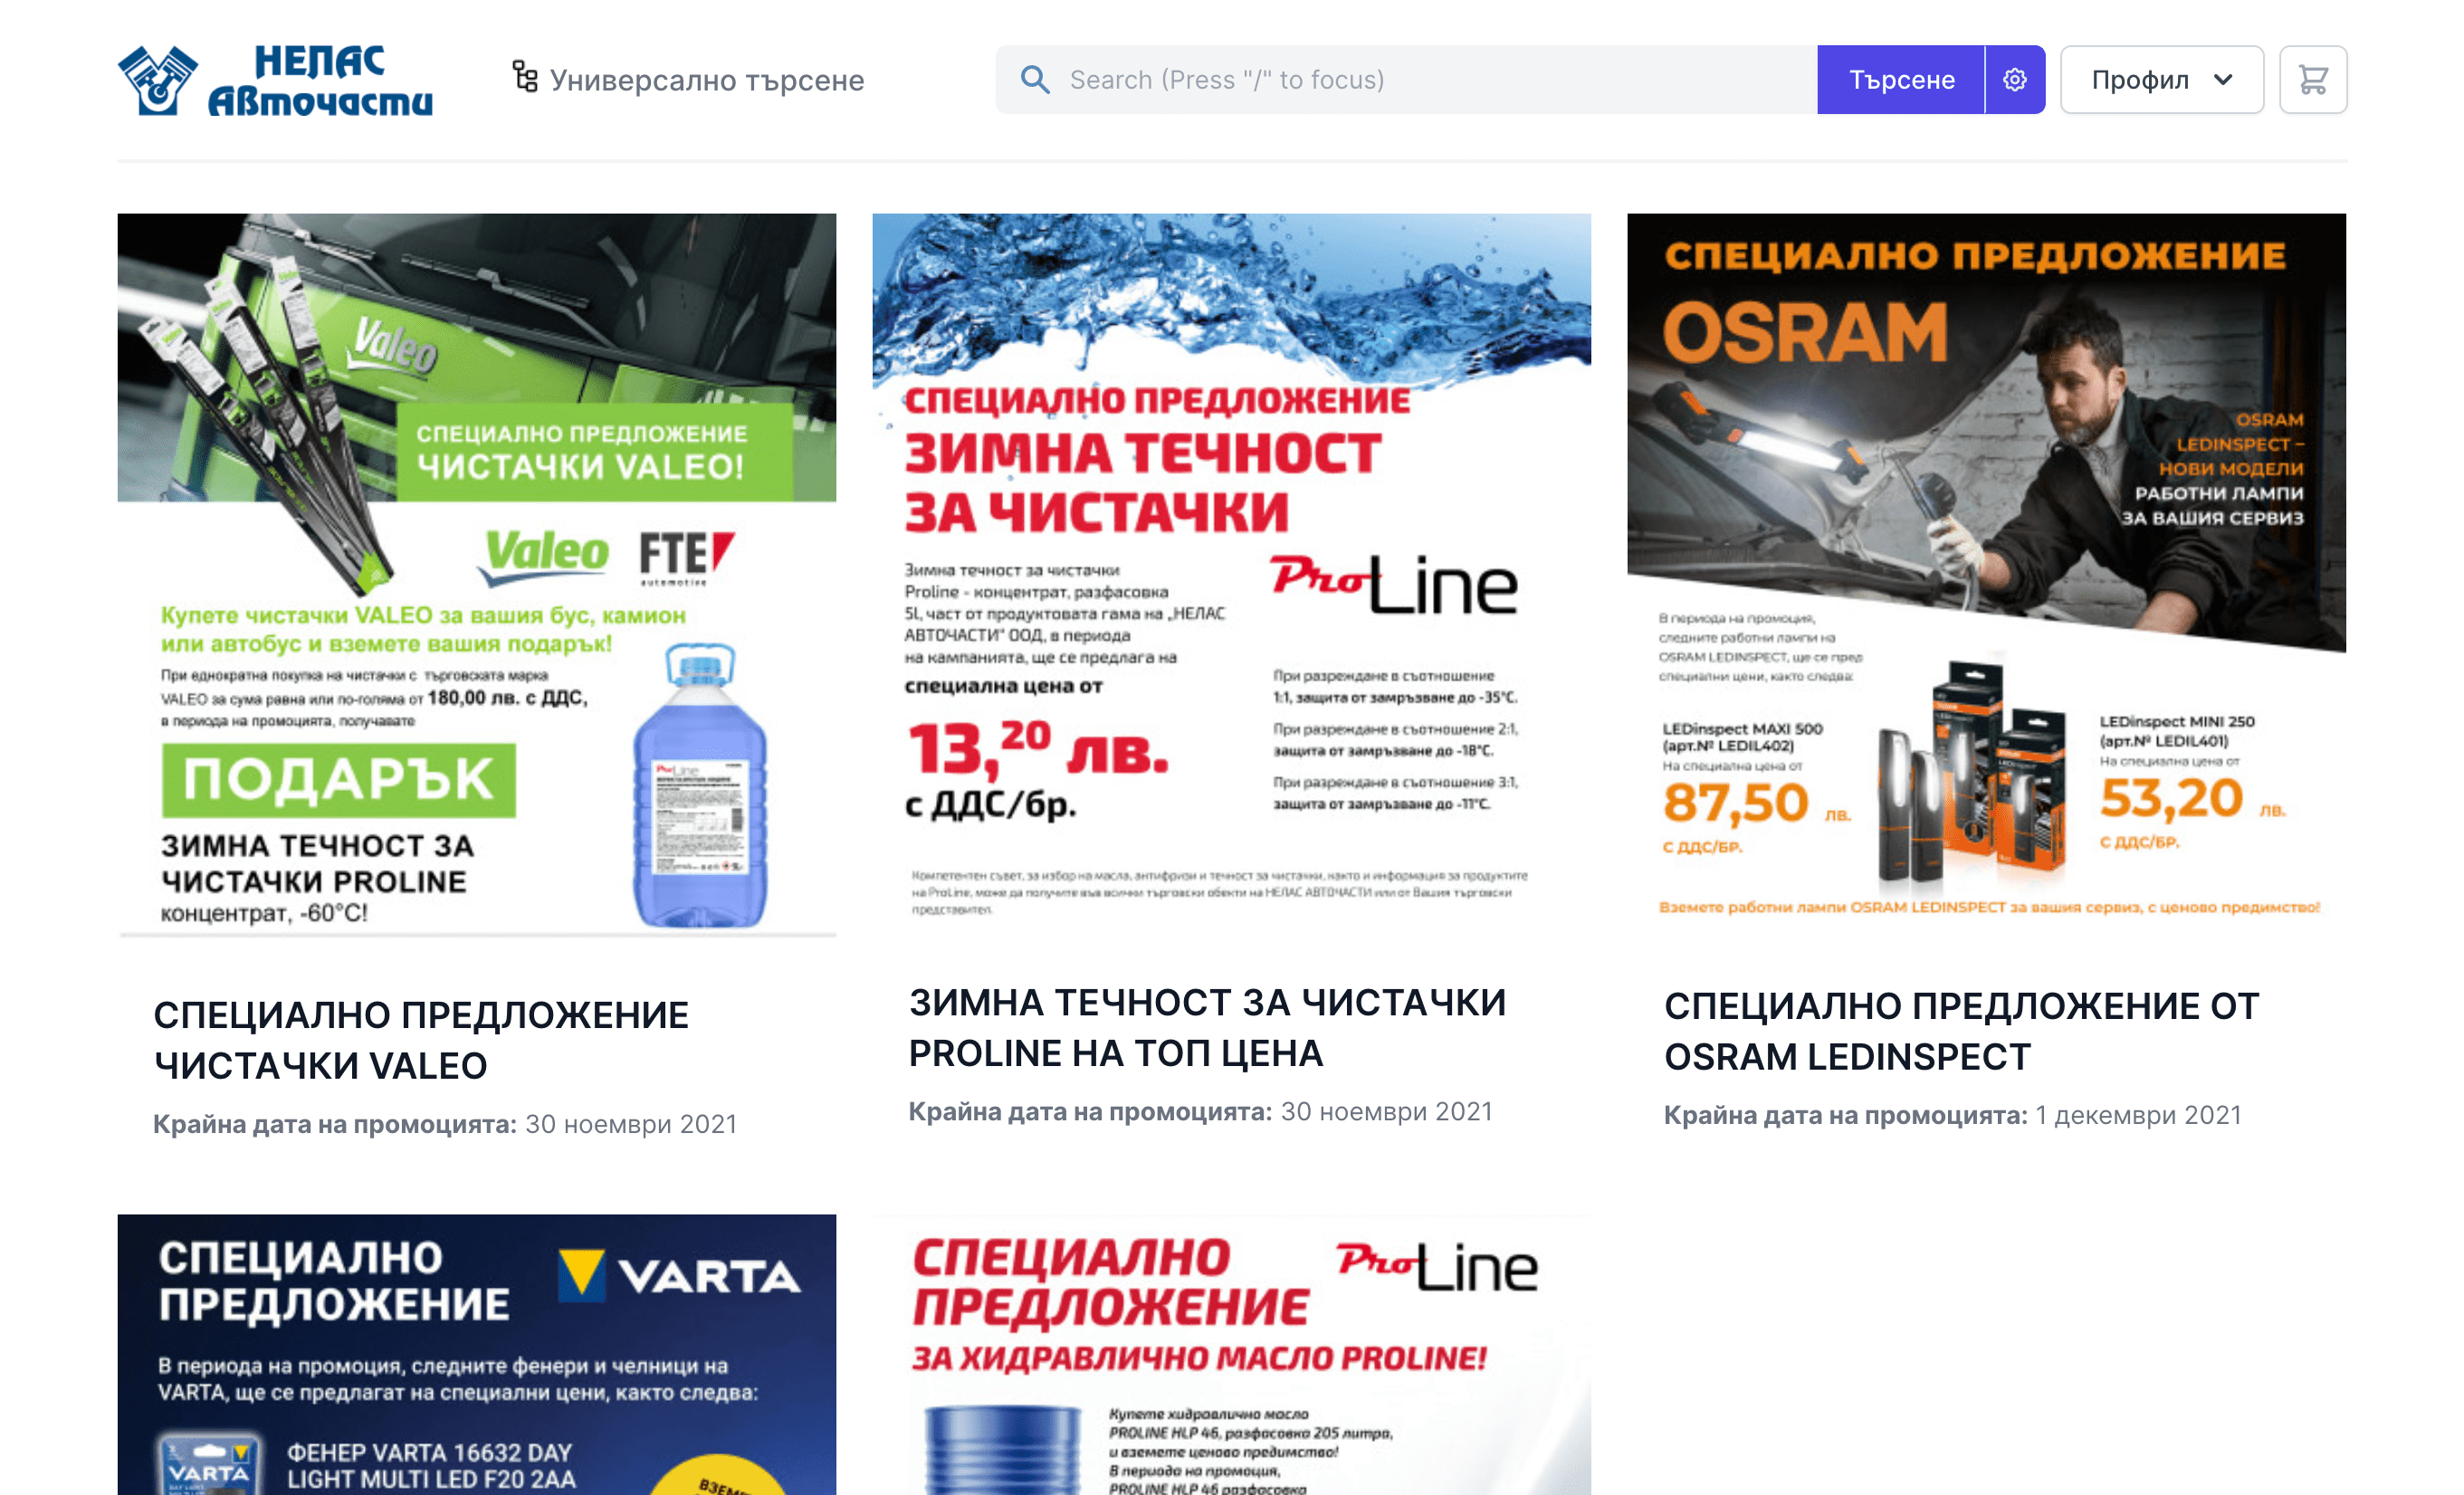 НЕЛАС
АВточасти
Универсално търсене
Search (Press "/" to focus)
Търсене
Профил
Valeo
СПЕЦИАЛНО ПРЕДЛОЖЕНИЕ
ЧИСТАЧКИ VALEO!
Valeo
FTE
automotive
Купете чистачки VALEO за вашия бус, камион
или автобус и вземете вашия подарък!
При еднократна покупка на чистачки с търговската марка
VALEO за сума равна или по-голяма от 180,00 лв. с ДДС,
в периода на промоцията, получавате
ПОДАРЪК
ЗИМНА ТЕЧНОСТ ЗА
ЧИСТАЧКИ PROLINE
концентрат, -60°C!
ProLine
СПЕЦИАЛНО ПРЕДЛОЖЕНИЕ
ЧИСТАЧКИ VALEO
Крайна дата на промоцията: 30 ноември 2021
СПЕЦИАЛНО ПРЕДЛОЖЕНИЕ
ЗИМНА ТЕЧНОСТ
ЗА ЧИСТАЧКИ
ProLine
Зимна течност за чистачки
Proline - концентрат, разфасовка
5L, част от продуктовата гама на „НЕЛАС
АВТОЧАСТИ" ООД, в периода
на кампанията, ще се предлага на
специална цена от
13,20 лв.
с ДДС/бр.
При разреждане в съотношение
1:1, защита от замръзване до -35°C.
При разреждане в съотношение 2:1,
защита от замръзване до -18°C.
При разреждане в съотношение 3:1,
защита от замръзване до -11°C.
Компетентен съвет, за избор на масла, антифризи и течност за чистачки, както и информация за продуктите
на ProLine, може да получите във всички търговски обекти на НЕЛАС АВТОЧАСТИ или от Вашия търговски
представител.
ЗИМНА ТЕЧНОСТ ЗА ЧИСТАЧКИ
PROLINE НА ТОП ЦЕНА
Крайна дата на промоцията: 30 ноември 2021
СПЕЦИАЛНО ПРЕДЛОЖЕНИЕ
OSRAM
OSRAM
LEDINSPECT –
НОВИ МОДЕЛИ
РАБОТНИ ЛАМПИ
ЗА ВАШИЯ СЕРВИЗ
В периода на промоция,
следните работни лампи на
OSRAM LEDINSPECT, ще се пред
специални цени, както следва:
LEDinspect MAXI 500
(арт.№ LEDIL402)
На специална цена от
87,50 лв.
С ДДС/БР.
LEDinspect MINI 250
(арт.№ LEDIL401)
На специална цена от
53,20 лв.
С ДДС/БР.
Вземете работни лампи OSRAM LEDINSPECT за вашия сервиз, с ценово предимство!
СПЕЦИАЛНО ПРЕДЛОЖЕНИЕ ОТ
OSRAM LEDINSPECT
Крайна дата на промоцията: 1 декември 2021
СПЕЦИАЛНО
ПРЕДЛОЖЕНИЕ
VARTA
В периода на промоция, следните фенери и челници на
VARTA, ще се предлагат на специални цени, както следва:
VARTA
ФЕНЕР VARTA 16632 DAY
LIGHT MULTI LED F20 2AA
СПЕЦИАЛНО
ПРЕДЛОЖЕНИЕ
ProLine
ЗА ХИДРАВЛИЧНО МАСЛО PROLINE!
Купете хидравлично масло
PROLINE HLP 46, разфасовка 205 литра,
и вземете ценово предимство!
В периода на промоция,
PROLINE HLP 46 разфасовка